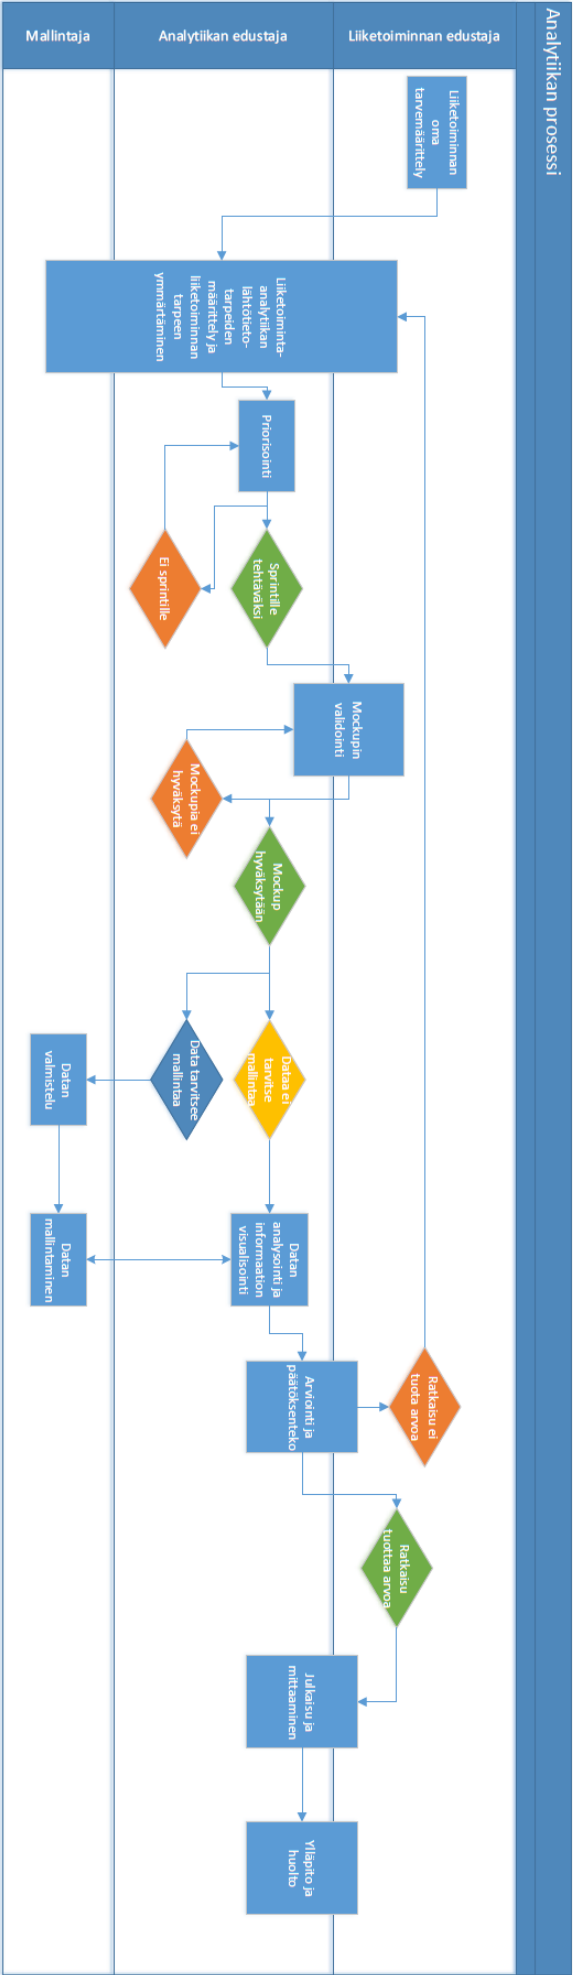 Analytiikan prosessi
Mallintaja
Analytiikan edustaja
Liiketoiminnan edustaja
Liiketoiminnan
oma
tarvemäärittely
Liiketoiminta-
analytiikan
lähtötieto-
tarpeiden
määrittely ja
liiketoiminnan
tarpeen
ymmärtäminen
Priorisointi
Sprintille
tehtäväksi
Ei sprintille
Mockupin
validointi
Mockupia ei
hyväksytä
Mockup
hyväksytään
Dataa ei
tarvitse
mallintaa
Data tarvitsee
mallintaa
Datan
valmistelu
Datan
mallintaminen
Datan
analysointi ja
informaation
visualisointi
Arviointi ja
päätöksenteko
Ratkaisu ei
tuota arvoa
Ratkaisu
tuottaa arvoa
Julkaisu ja
mittaaminen
Ylläpito ja
huolto